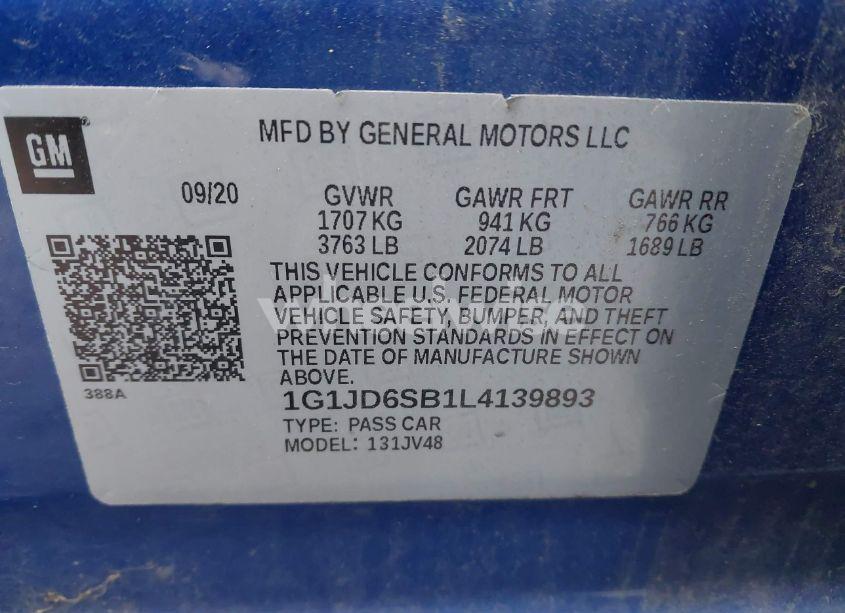 GM
MFD BY GENERAL MOTORS LLC
09/20 GVWR GAWR FRT GAWR RR
1707 KG 941 KG 766 KG
3763 LB 2074 LB 1689 LB
THIS VEHICLE CONFORMS TO ALL
APPLICABLE U.S. FEDERAL MOTOR
VEHICLE SAFETY, BUMPER, AND THEFT
PREVENTION STANDARDS IN EFFECT ON
THE DATE OF MANUFACTURE SHOWN
ABOVE.
388A
1G1JD6SB1L4139893
TYPE: PASS CAR
MODEL: 131JV48